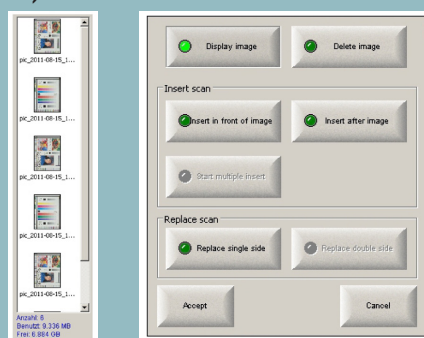 pic_2011-08-15_1...
pic_2011-08-15_1...
pic_2011-08-15_1...
pic_2011-08-15_1...
pic_2011-08-15_1...
Anzahl: 6
Benutzt: 9.336 MB
Frei: 6.884 GB
Display image
Delete image
Insert scan
Insert in front of image
Insert after image
Start multiple insert
Replace scan
Replace single side
Replace double side
Accept
Cancel